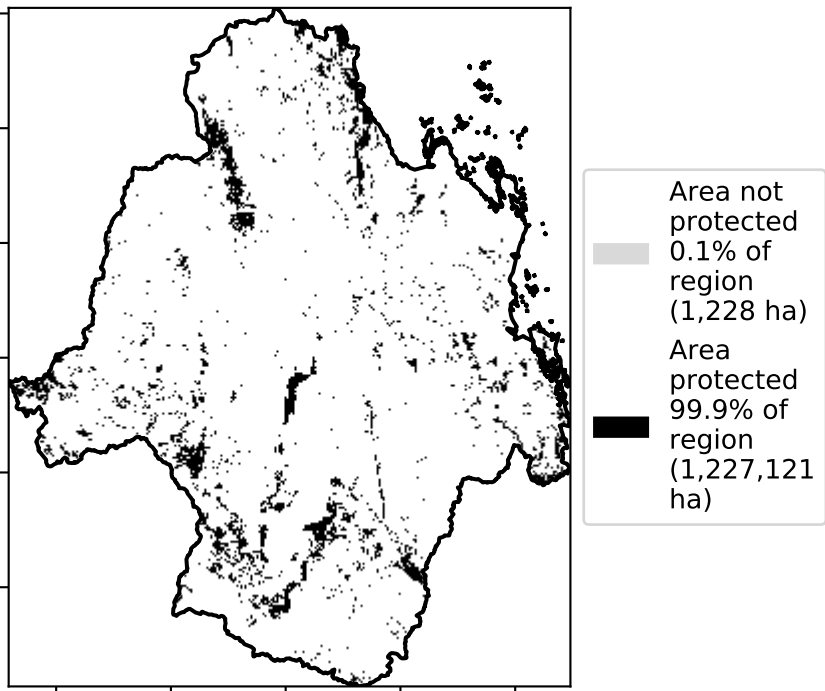 Area not
protected
0.1% of
region
(1,228 ha)
Area
protected
99.9% of
region
(1,227,121
ha)